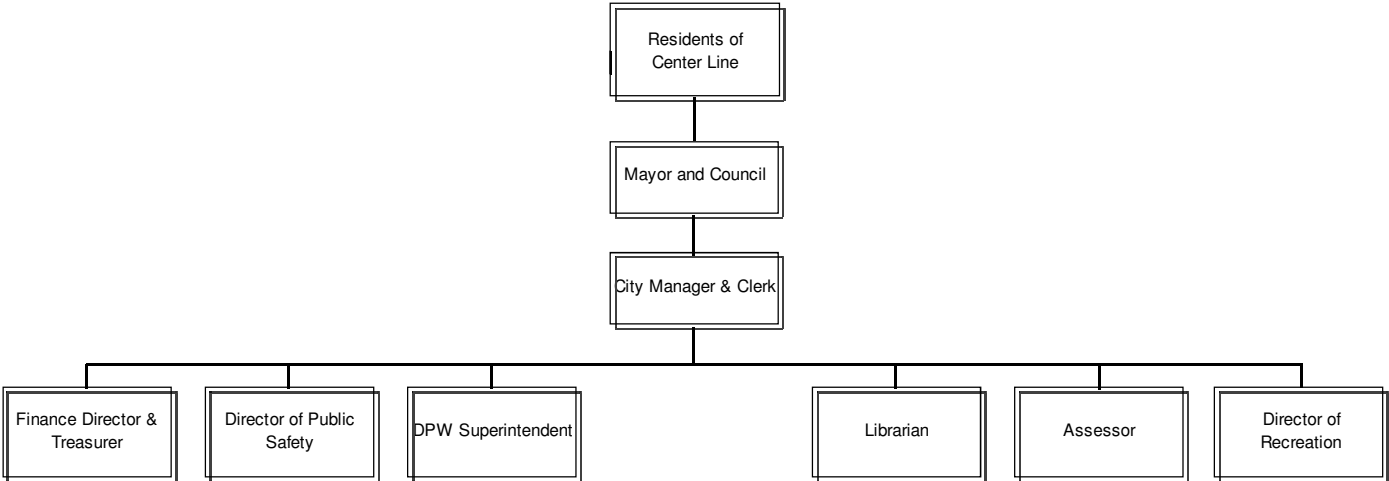 Residents of
Center Line
Mayor and Council
City Manager & Clerk
Finance Director &
Treasurer
Director of Public
Safety
DPW Superintendent
Librarian
Assessor
Director of
Recreation